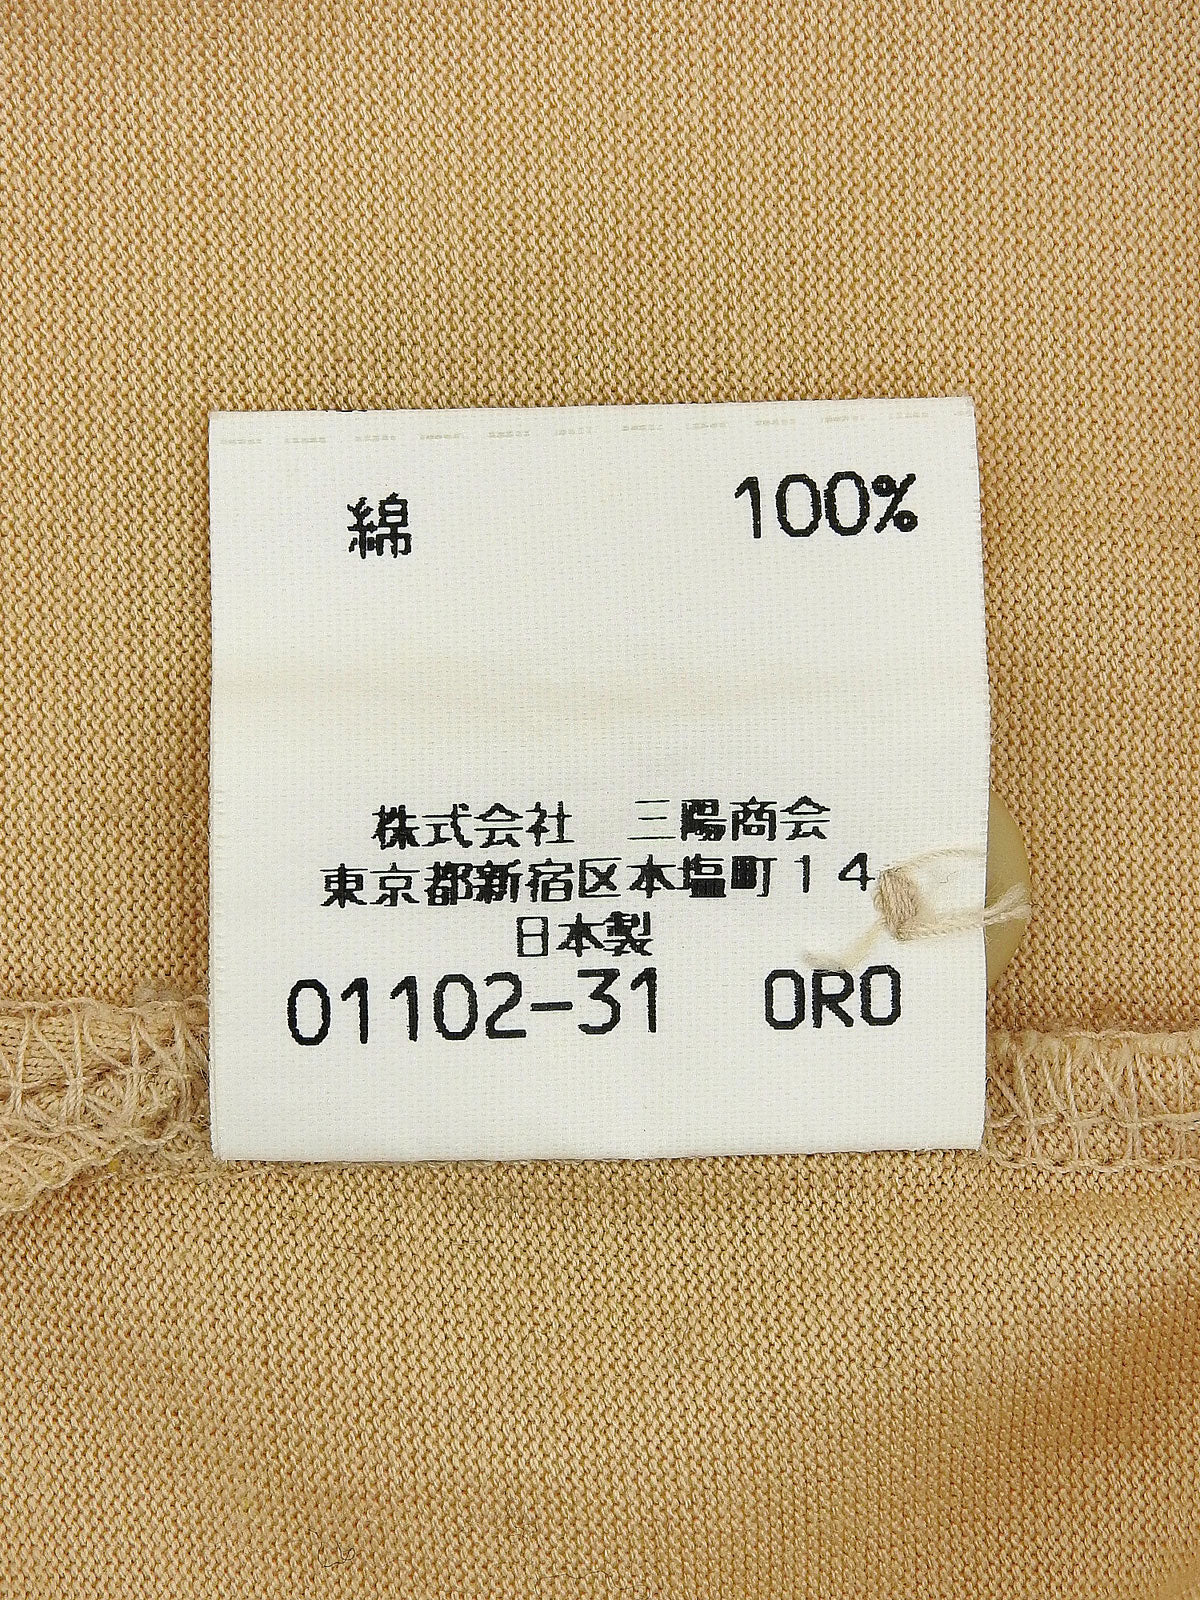 綿 100%
株式会社 三陽商会
東京都新宿区本塩町14
日本製
01102-31 ORO